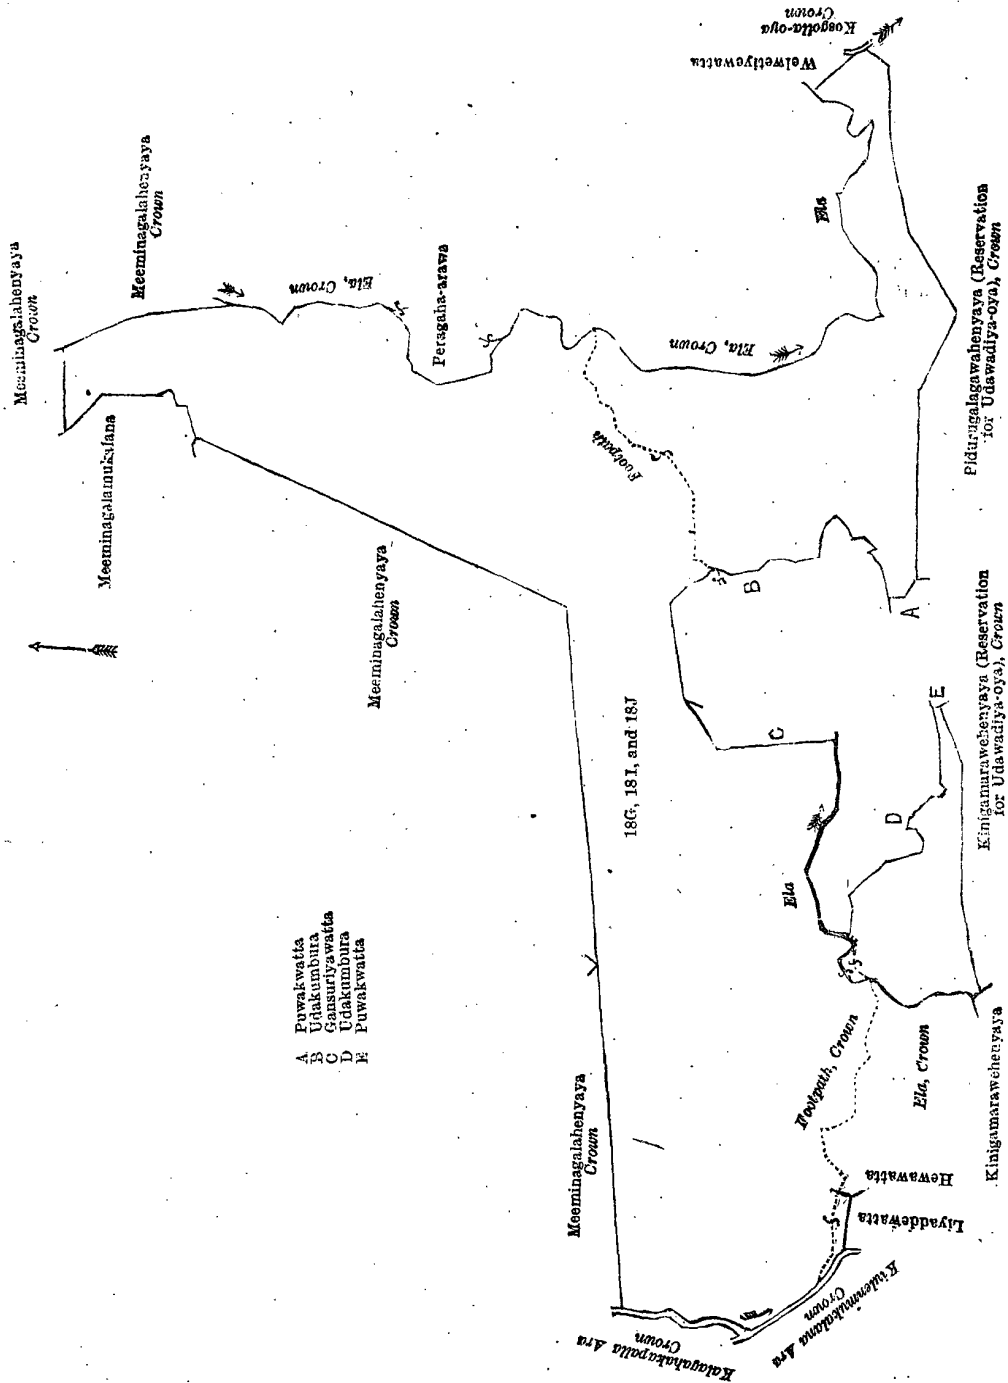 Kosgolla-oya
Crown
Welwetiyewatta
Meeminagalahenyaya
Crown
Meeminagalahenyaya
Crown
Ela, Crown
Peragaha-arawa
Ela
Meeminagalamukalana
Ela, Crown
Footpath
Pidurugalagawahenyaya (Reservation
for Udawadiya-oya), Crown
Meeminagalahenyaya
Crown
B
A
18G, 18I, and 18J
C
E
Kinigamarawehenyaya (Reservation
for Udawadiya-oya), Crown
D
Ela
A Puwakwatta
B Udakumbura
C Gansuriyawatta
D Udakumbura
E Puwakwatta
Meeminagalahenyaya
Crown
Footpath, Crown
Ela, Crown
Kinigamarawehenyaya
Hewawatta
Liyaddewatta
Kalagahakapalla Ara
Crown
Kivulenmukalana Ara
Crown